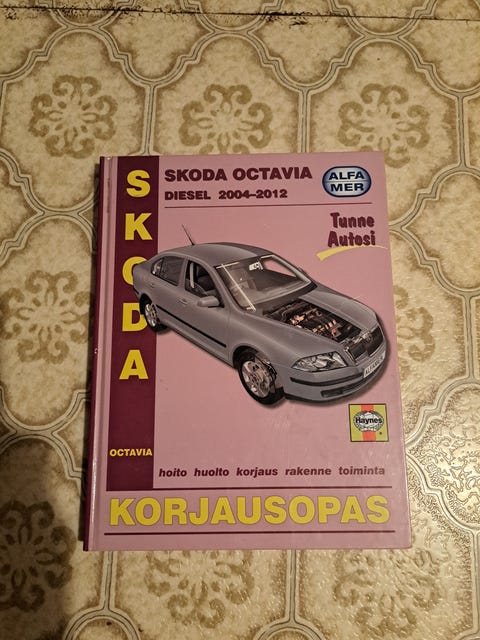 SKODA
SKODA OCTAVIA
DIESEL 2004-2012
ALFA
MER
Tunne
Autosi
Haynes
OCTAVIA
hoito huolto korjaus rakenne toiminta
KORJAUSOPAS